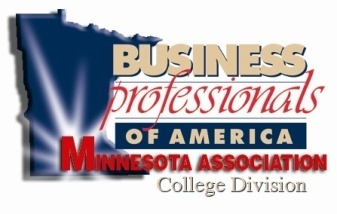 BUSINESS
professionals
OF AMERICA
MINNESOTA ASSOCIATION
College Division